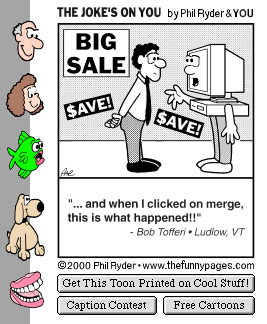 THE JOKE'S ON YOU by Phil Ryder & YOU
BIG
SALE
$AVE!
$AVE!
"... and when I clicked on merge,
this is what happened!!"
- Bob Tofferi • Ludlow, VT
©2000 Phil Ryder • www.thefunnypages.com
Get This Toon Printed on Cool Stuff!
Caption Contest
Free Cartoons